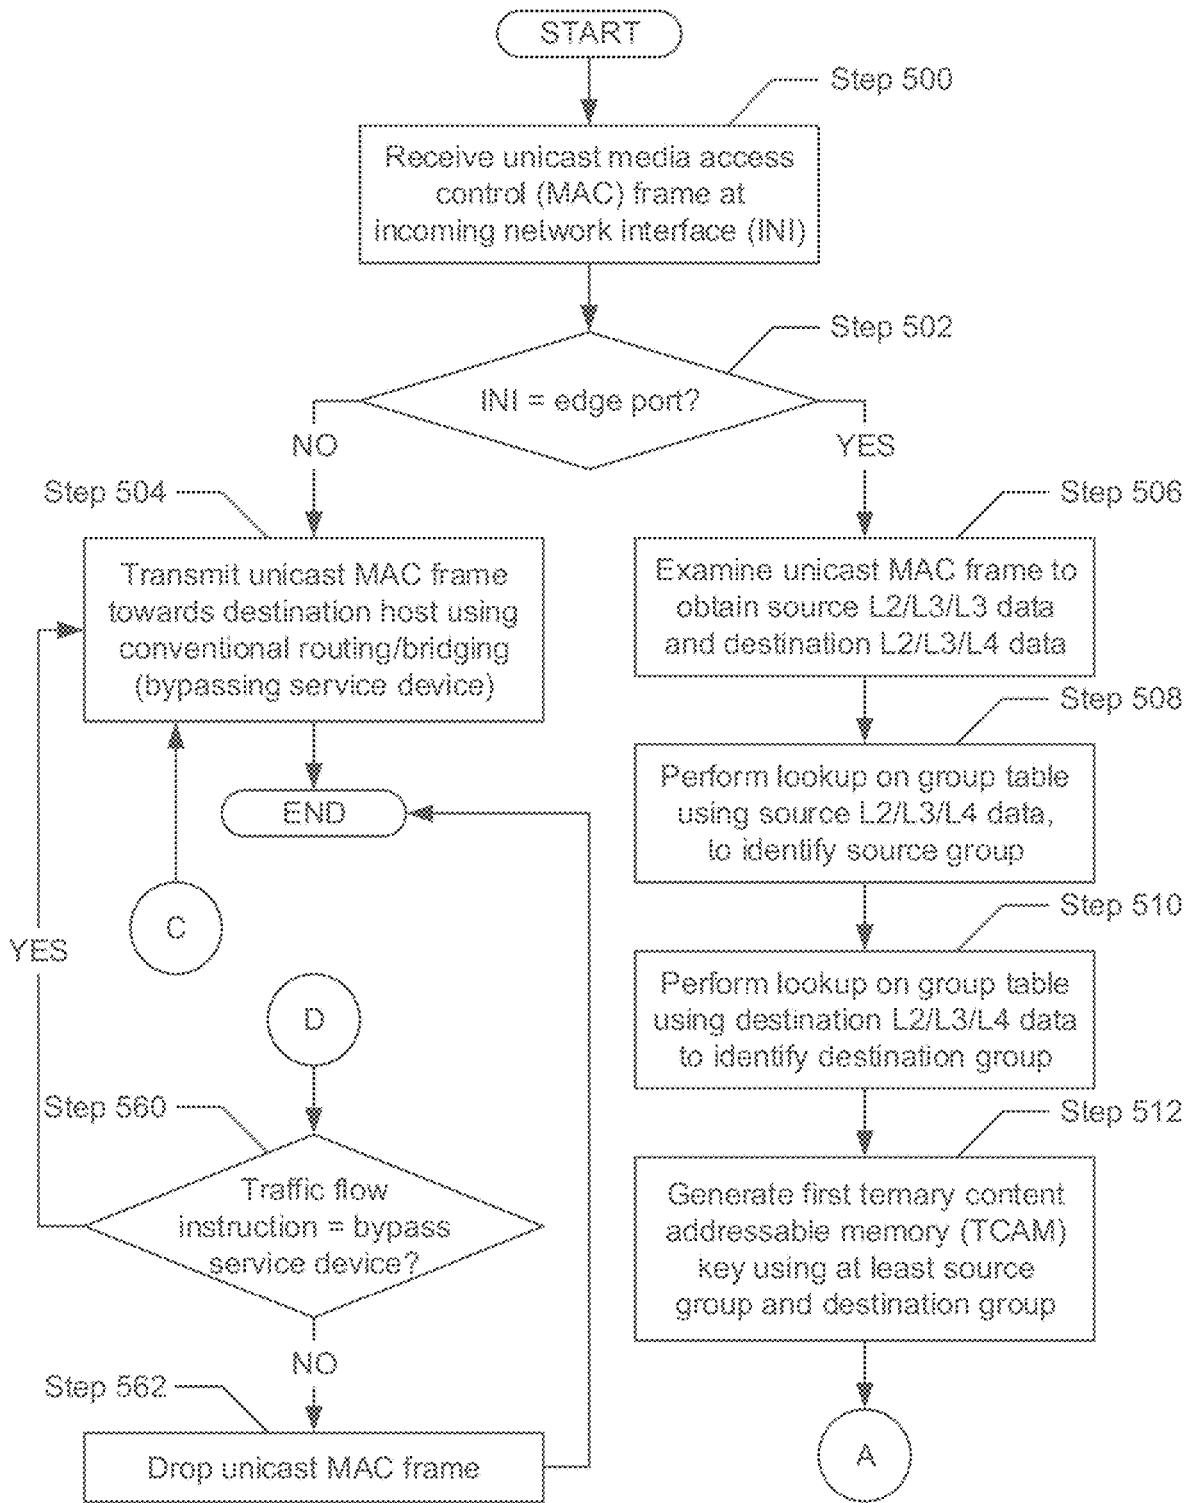 START
Step 500
Receive unicast media access
control (MAC) frame at
incoming network interface (INI)
Step 502
INI = edge port?
NO
YES
Step 504
Transmit unicast MAC frame
towards destination host using
conventional routing/bridging
(bypassing service device)
END
C
YES
D
Step 560
Traffic flow
instruction = bypass
service device?
NO
Step 562
Drop unicast MAC frame
Step 506
Examine unicast MAC frame to
obtain source L2/L3/L3 data
and destination L2/L3/L4 data
Step 508
Perform lookup on group table
using source L2/L3/L4 data,
to identify source group
Step 510
Perform lookup on group table
using destination L2/L3/L4 data
to identify destination group
Step 512
Generate first ternary content
addressable memory (TCAM)
key using at least source
group and destination group
A